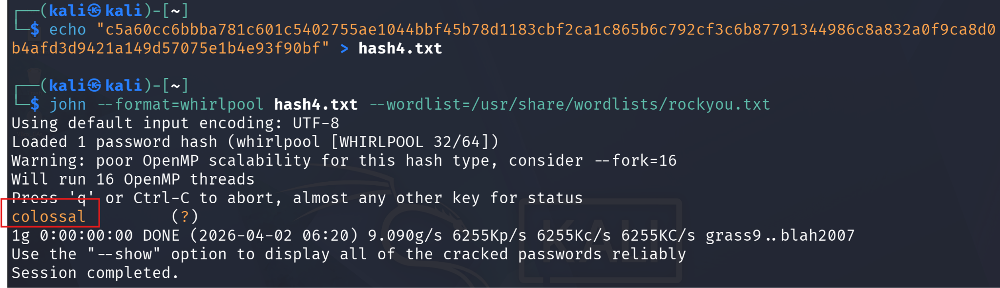 ┌──(kali㉿kali)-[~]
└─$ echo "c5a60cc6bbba781c601c5402755ae1044bbf45b78d1183cbf2ca1c865b6c792cf3c6b87791344986c8a832a0f9ca8d0
b4afd3d9421a149d57075e1b4e93f90bf" > hash4.txt
┌──(kali㉿kali)-[~]
└─$ john --format=whirlpool hash4.txt --wordlist=/usr/share/wordlists/rockyou.txt
Using default input encoding: UTF-8
Loaded 1 password hash (whirlpool [WHIRLPOOL 32/64])
Warning: poor OpenMP scalability for this hash type, consider --fork=16
Will run 16 OpenMP threads
Press 'q' or Ctrl-C to abort, almost any other key for status
colossal         (?)
1g 0:00:00:00 DONE (2026-04-02 06:20) 9.090g/s 6255Kp/s 6255Kc/s 6255KC/s grass9..blah2007
Use the "--show" option to display all of the cracked passwords reliably
Session completed.
KALI